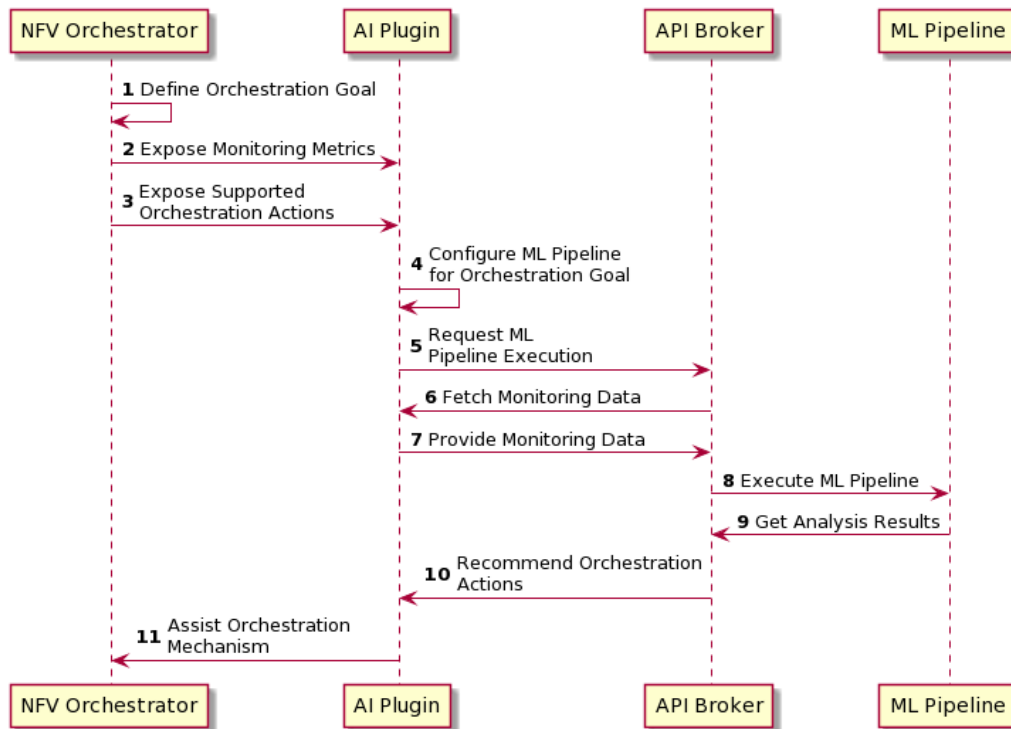 NFV Orchestrator
AI Plugin
API Broker
ML Pipeline
1 Define Orchestration Goal
2 Expose Monitoring Metrics
3 Expose Supported
Orchestration Actions
4 Configure ML Pipeline
for Orchestration Goal
5 Request ML
Pipeline Execution
6 Fetch Monitoring Data
7 Provide Monitoring Data
8 Execute ML Pipeline
9 Get Analysis Results
10 Recommend Orchestration
Actions
11 Assist Orchestration
Mechanism
NFV Orchestrator
AI Plugin
API Broker
ML Pipeline